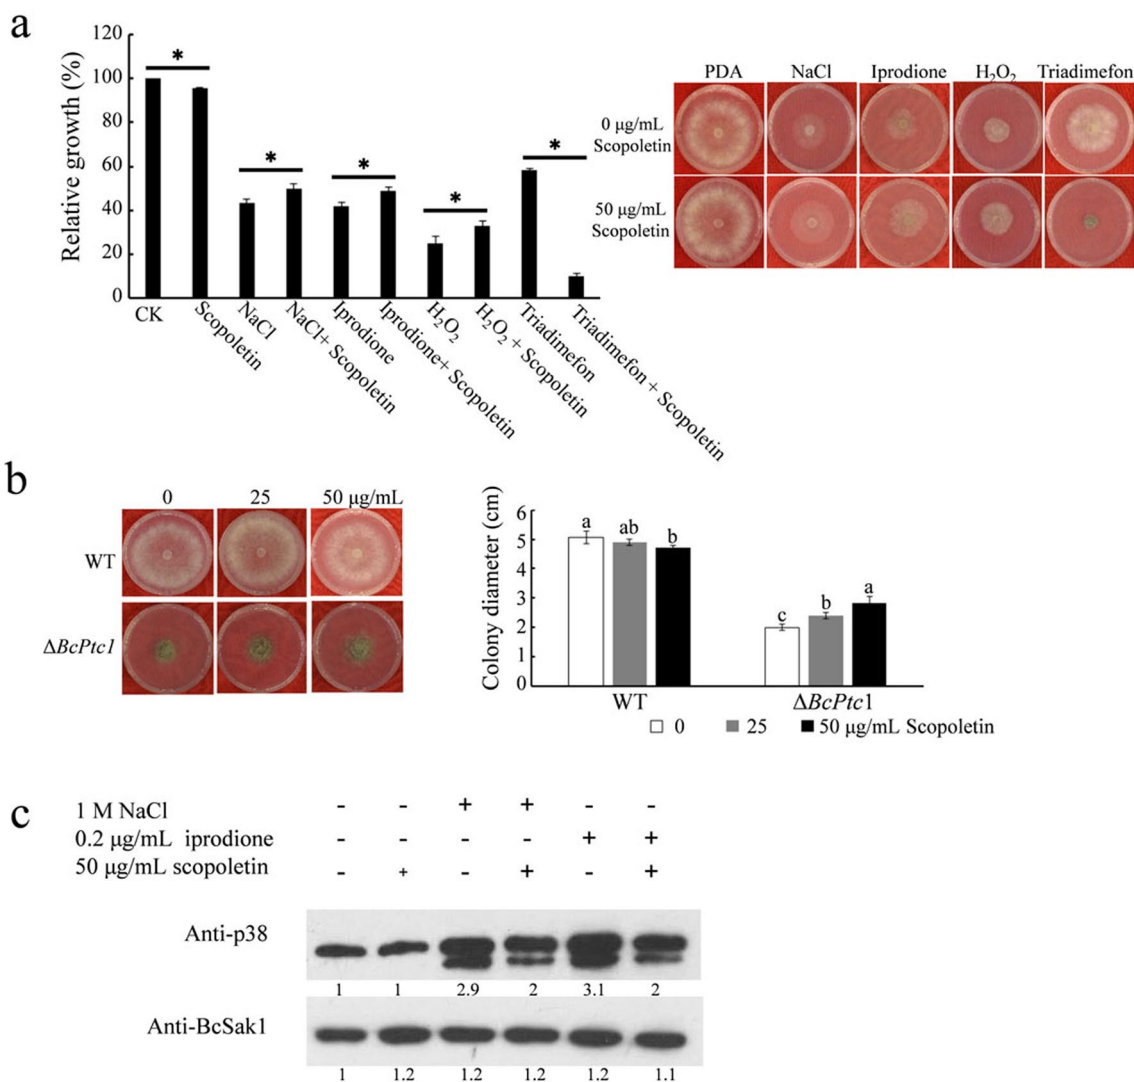 a
Relative growth (%)
120
100
80
60
40
20
0
*
*
*
*
*
CK
Scopoletin
NaCl
NaCl+ Scopoletin
Iprodione
Iprodione+ Scopoletin
H₂O₂
H₂O₂ + Scopoletin
Triadimefon
Triadimefon + Scopoletin
PDA NaCl Iprodione H₂O₂ Triadimefon
0 μg/mL
Scopoletin
50 μg/mL
Scopoletin
b
0 25 50 μg/mL
WT
ΔBcPtc1
Colony diameter (cm)
6
5
4
3
2
1
0
a ab b
c b a
WT ΔBcPtc1
0 25 50 μg/mL Scopoletin
c
1 M NaCl - - + + - -
0.2 μg/mL iprodione - - - - + +
50 μg/mL scopoletin - + - + - +
Anti-p38
1 1 2.9 2 3.1 2
Anti-BcSak1
1 1.2 1.2 1.2 1.2 1.1